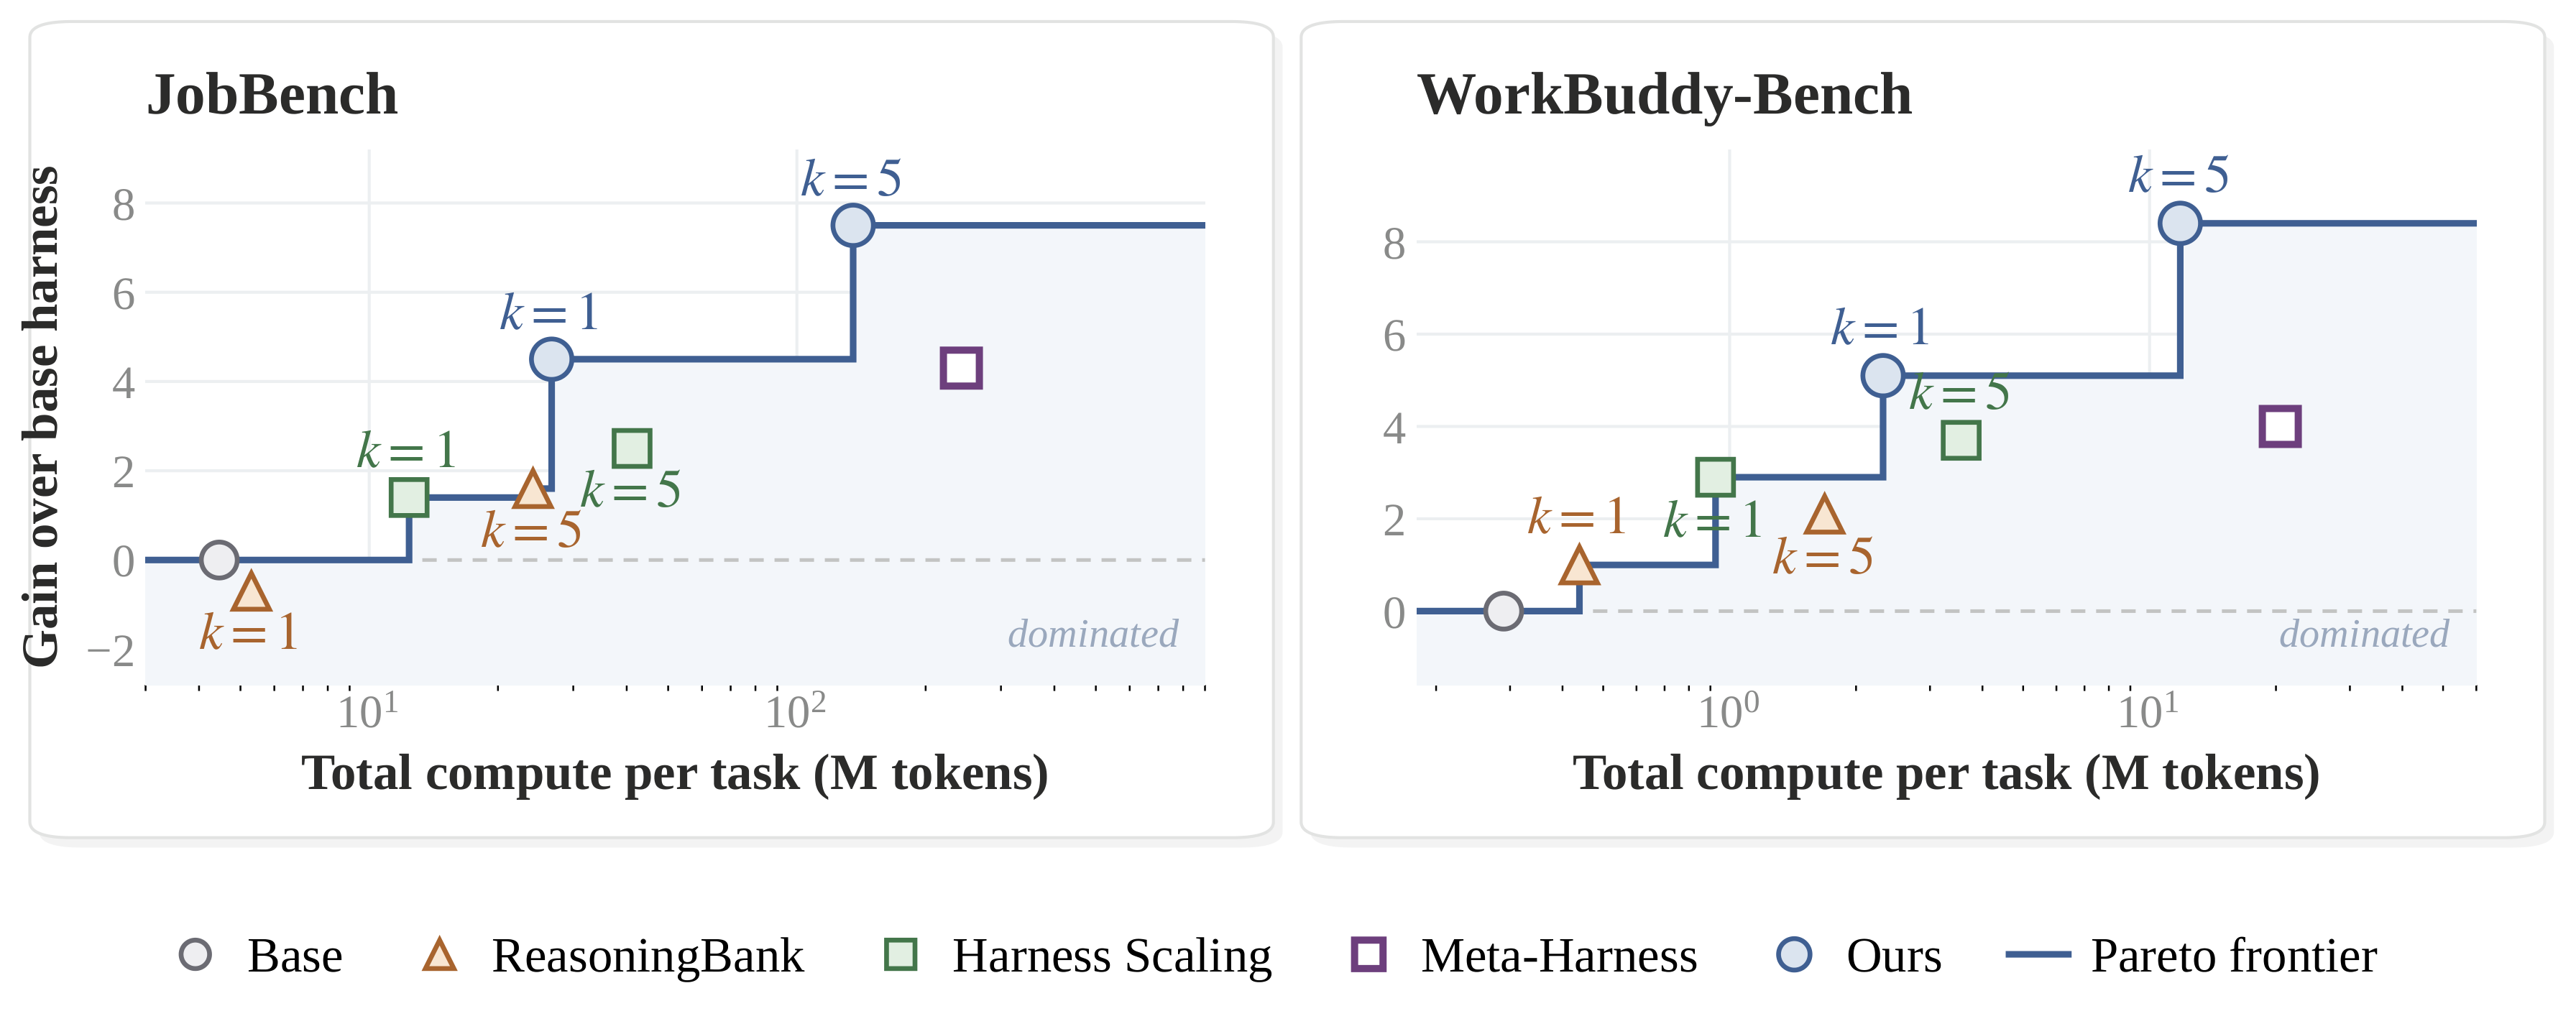 JobBench
Gain over base harness
8
6
4
2
0
−2
k = 5
k = 1
k = 1
k = 5
k = 5
k = 1
dominated
10¹
10²
Total compute per task (M tokens)
WorkBuddy-Bench
8
6
4
2
0
k = 5
k = 1
k = 5
k = 1
k = 1
k = 5
dominated
10⁰
10¹
Total compute per task (M tokens)
Base
ReasoningBank
Harness Scaling
Meta-Harness
Ours
Pareto frontier